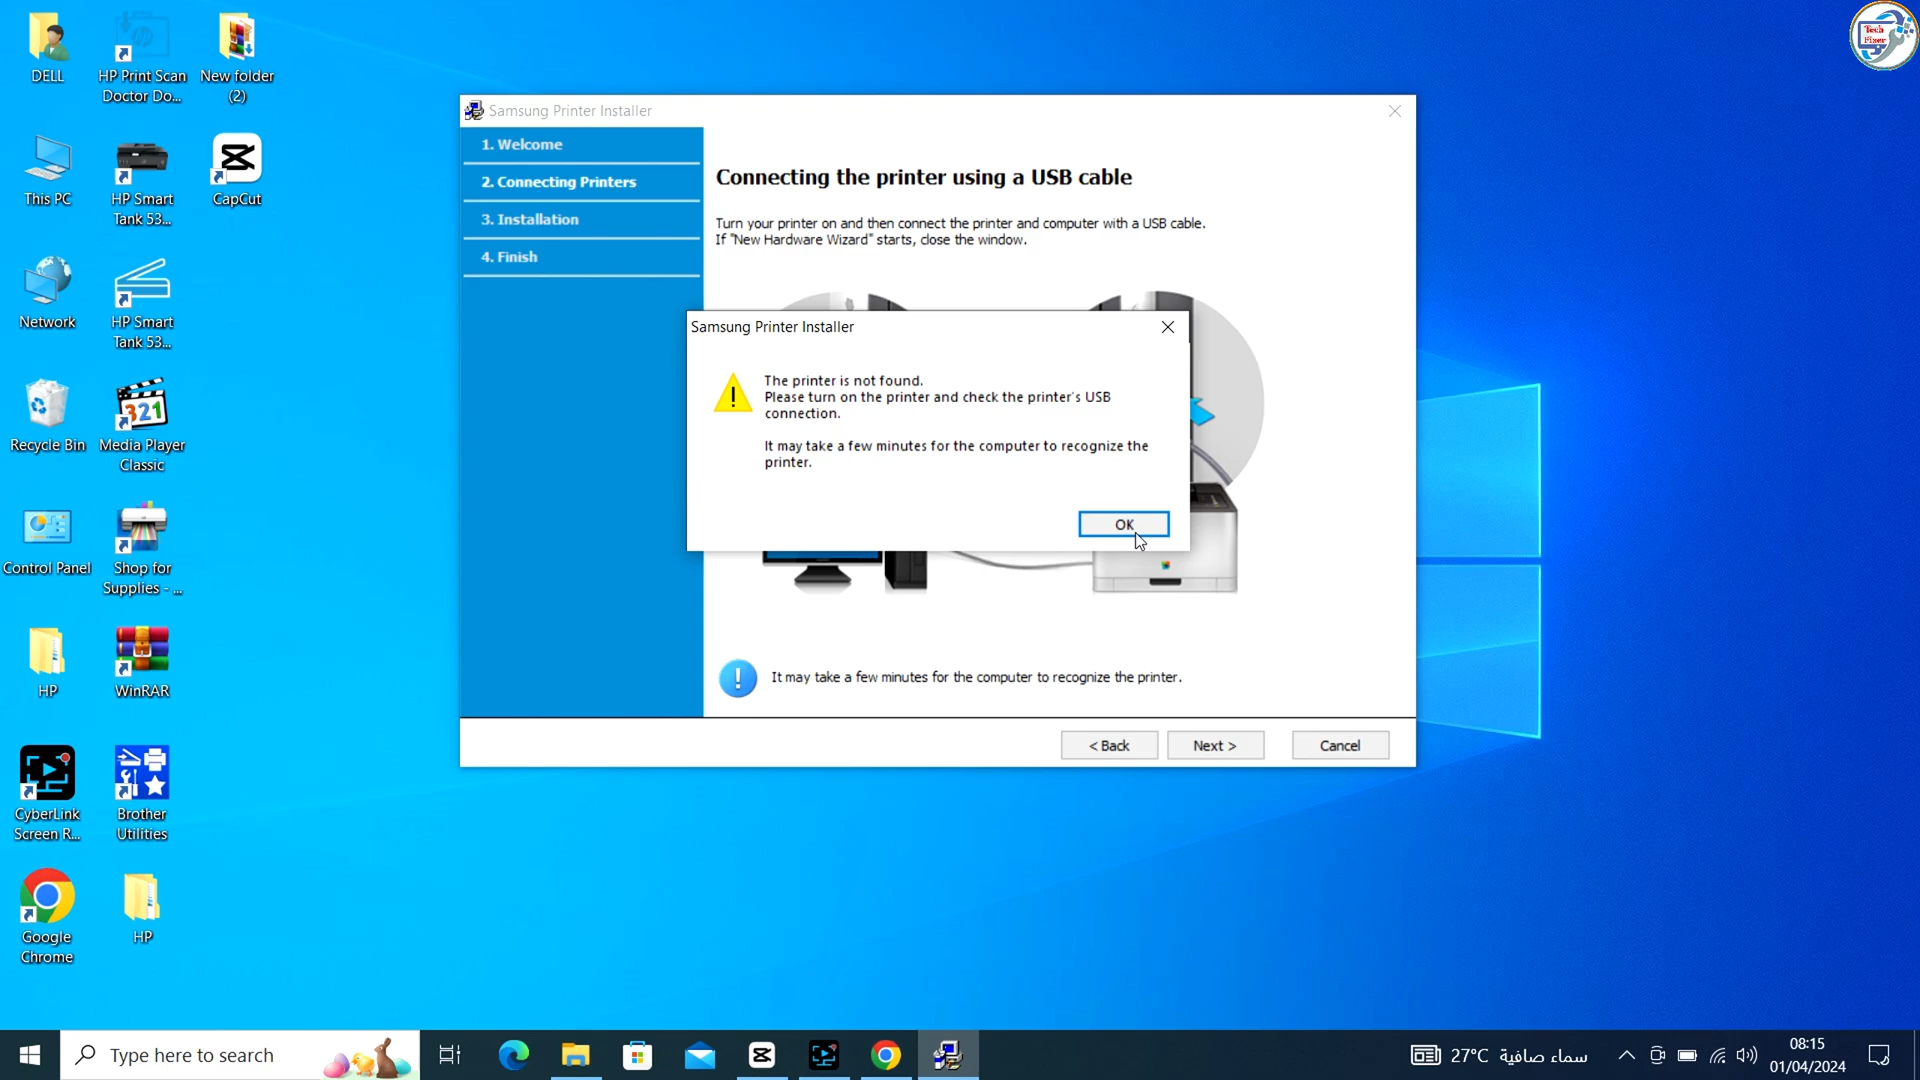 DELL
HP Print Scan
Doctor Do...
New folder
(2)
This PC
HP Smart
Tank 53...
CapCut
Network
HP Smart
Tank 53...
Recycle Bin
321
Media Player
Classic
Control Panel
Shop for
Supplies - ...
HP
WinRAR
CyberLink
Screen R...
Brother
Utilities
Google
Chrome
HP
Tech
Fixer
Samsung Printer Installer
1. Welcome
2. Connecting Printers
3. Installation
4. Finish
Connecting the printer using a USB cable
Turn your printer on and then connect the printer and computer with a USB cable.
If "New Hardware Wizard" starts, close the window.
Samsung Printer Installer
The printer is not found.
Please turn on the printer and check the printer's USB
connection.
It may take a few minutes for the computer to recognize the
printer.
OK
It may take a few minutes for the computer to recognize the printer.
< Back
Next >
Cancel
Type here to search
27°C سماء صافية
08:15
01/04/2024